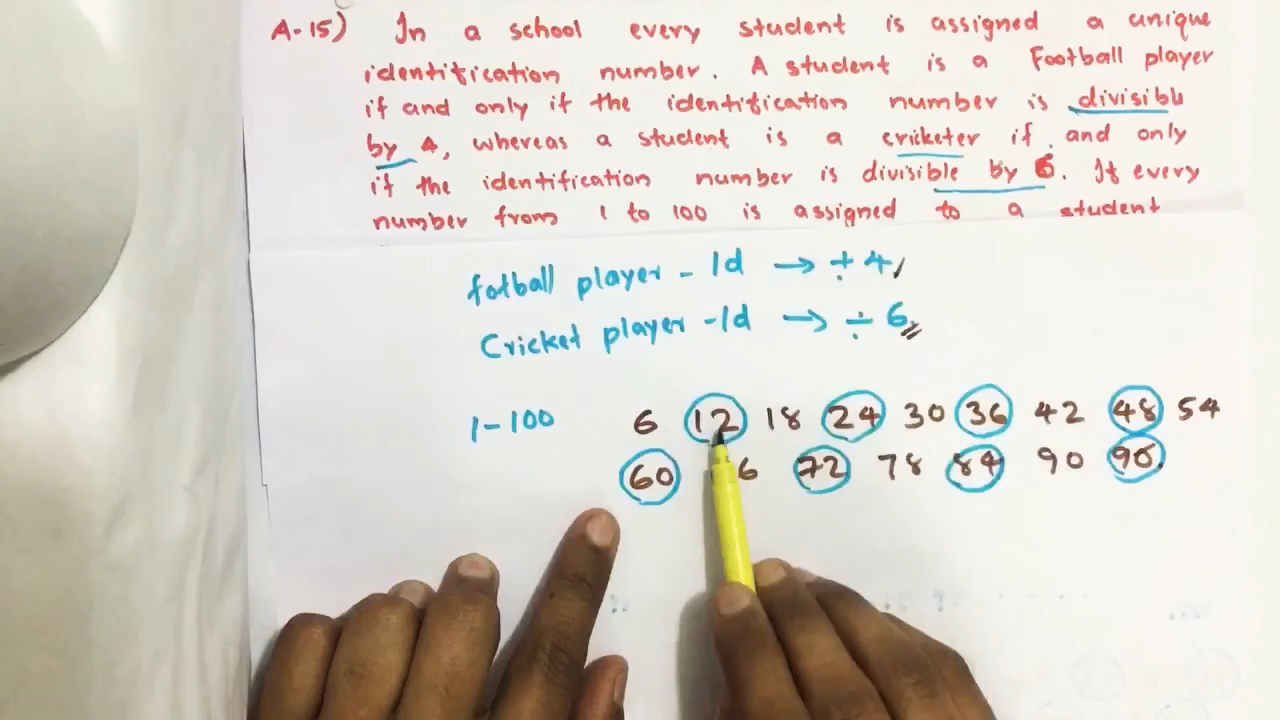 A-15) In a school every student is assigned a unique
identification number. A student is a Football player
if and only if the identification number is divisible
by 4, whereas a student is a cricketer if and only
if the identification number is divisible by 6. If every
number from 1 to 100 is assigned to a student
fotball player - Id → ÷ 4,
Cricket player - Id → ÷ 6,
1-100 6 12 18 24 30 36 42 48 54
60 6 72 78 84 90 96.